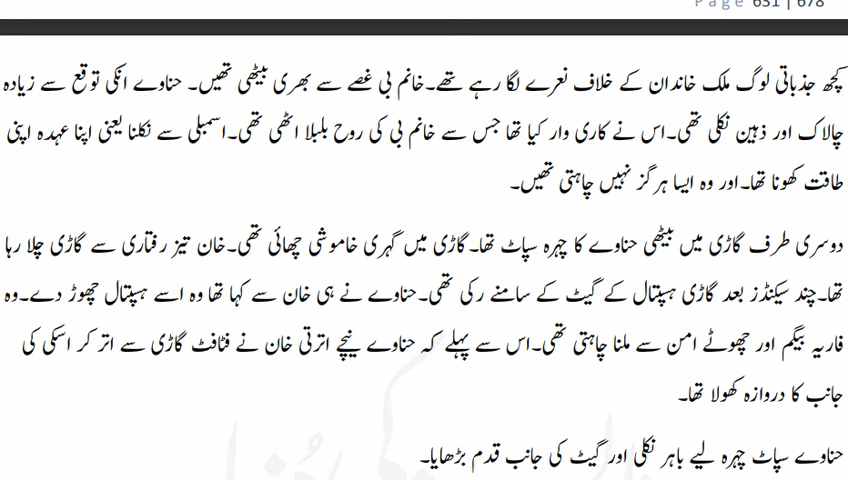 Page 631 | 678
کچھ جذباتی لوگ ملک خاندان کے خلاف نعرے لگا رہے تھے۔خانم بی غصے سے بھری بیٹھی تھیں۔ حناوے انکی توقع سے زیادہ
چالاک اور ذہین نکلی تھی۔اس نے کاری وار کیا تھا جس سے خانم بی کی روح بلبلا اٹھی تھی۔اسمبلی سے نکلنا یعنی اپنا عہدہ اپنی
طاقت کھونا تھا۔اور وہ ایسا ہرگز نہیں چاہتی تھیں۔
دوسری طرف گاڑی میں بیٹھی حناوے کا چہرہ سپاٹ تھا۔گاڑی میں گہری خاموشی چھائی تھی۔خان تیز رفتاری سے گاڑی چلا رہا
تھا۔چند سیکنڈز بعد گاڑی ہسپتال کے گیٹ کے سامنے رکی تھی۔حناوے نے ہی خان سے کہا تھا وہ اسے ہسپتال چھوڑ دے۔وہ
فاریہ بیگم اور چھوٹے امن سے ملنا چاہتی تھی۔اس سے پہلے کہ حناوے نیچے اترتی خان نے فٹافٹ گاڑی سے اتر کر اسکی کی
جانب کا دروازہ کھولا تھا۔
حناوے سپاٹ چہرہ لیے باہر نکلی اور گیٹ کی جانب قدم بڑھایا۔